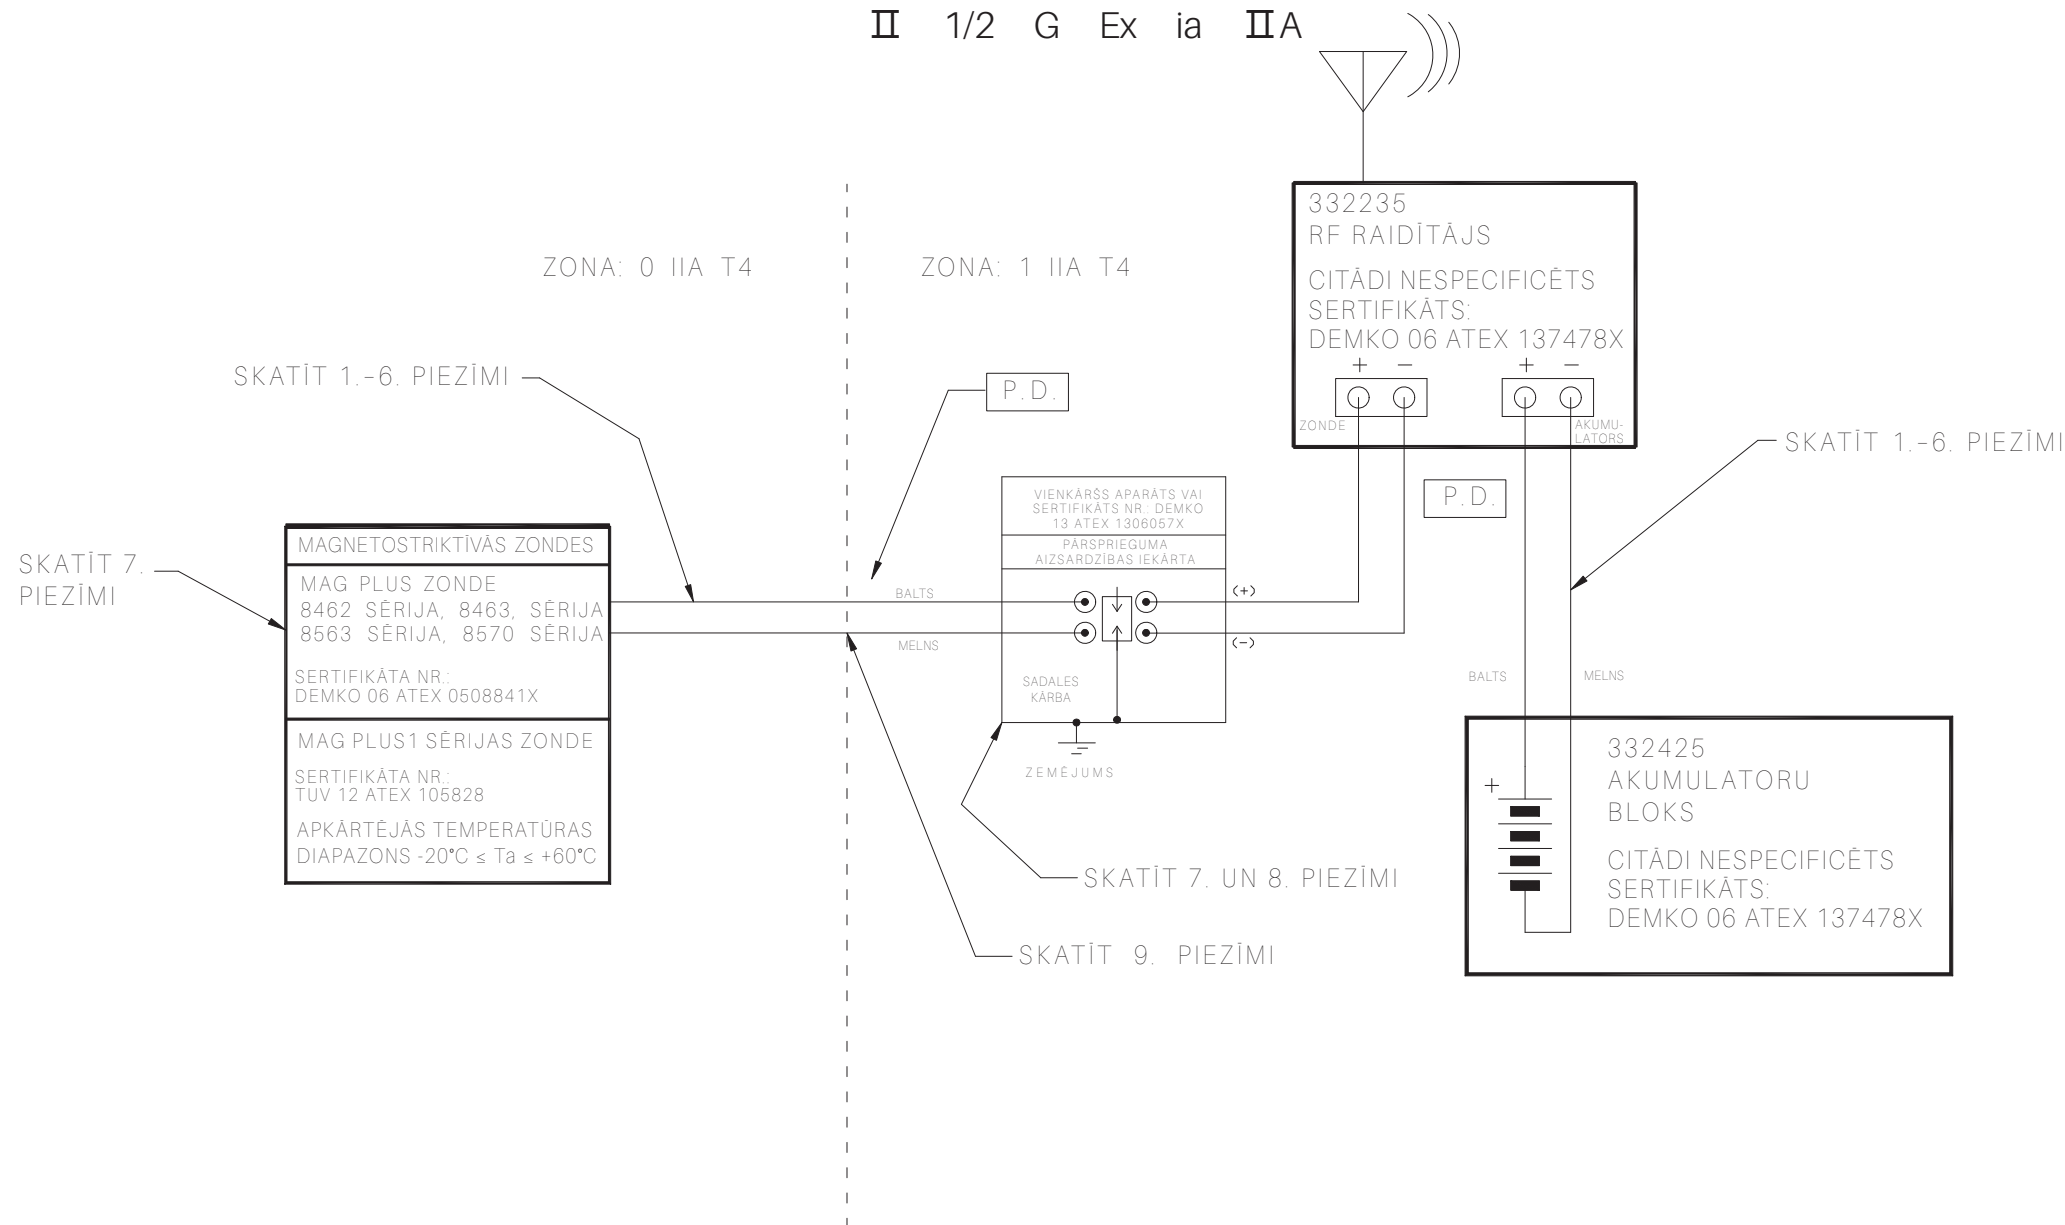 II 1/2 G Ex ia IIA
332235
RF RAIDĪTĀJS
CITĀDI NESPECIFICĒTS
SERTIFIKĀTS:
DEMKO 06 ATEX 137478X
+ − + −
ZONDE
AKUMU-
LATORS
ZONA: 0 IIA T4
ZONA: 1 IIA T4
SKATĪT 1.-6. PIEZĪMI
P.D.
SKATĪT 1.-6. PIEZĪMI
P.D.
VIENKĀRŠS APARĀTS VAI
SERTIFIKĀTS NR.: DEMKO
13 ATEX 1306057X
PĀRSPRIEGUMA
AIZSARDZĪBAS IEKĀRTA
SKATĪT 7.
PIEZĪMI
MAGNETOSTRIKTĪVĀS ZONDES
MAG PLUS ZONDE
8462 SĒRIJA, 8463, SĒRIJA
8563 SĒRIJA, 8570 SĒRIJA
SERTIFIKĀTA NR.:
DEMKO 06 ATEX 0508841X
MAG PLUS1 SĒRIJAS ZONDE
SERTIFIKĀTA NR.:
TUV 12 ATEX 105828
APKĀRTĒJĀS TEMPERATŪRAS
DIAPAZONS -20°C ≤ Ta ≤ +60°C
BALTS
MELNS
(+)
(-)
SADALES
KĀRBA
ZEMĒJUMS
BALTS
MELNS
332425
AKUMULATORU
BLOKS
+
CITĀDI NESPECIFICĒTS
SERTIFIKĀTS:
DEMKO 06 ATEX 137478X
SKATĪT 7. UN 8. PIEZĪMI
SKATĪT 9. PIEZĪMI